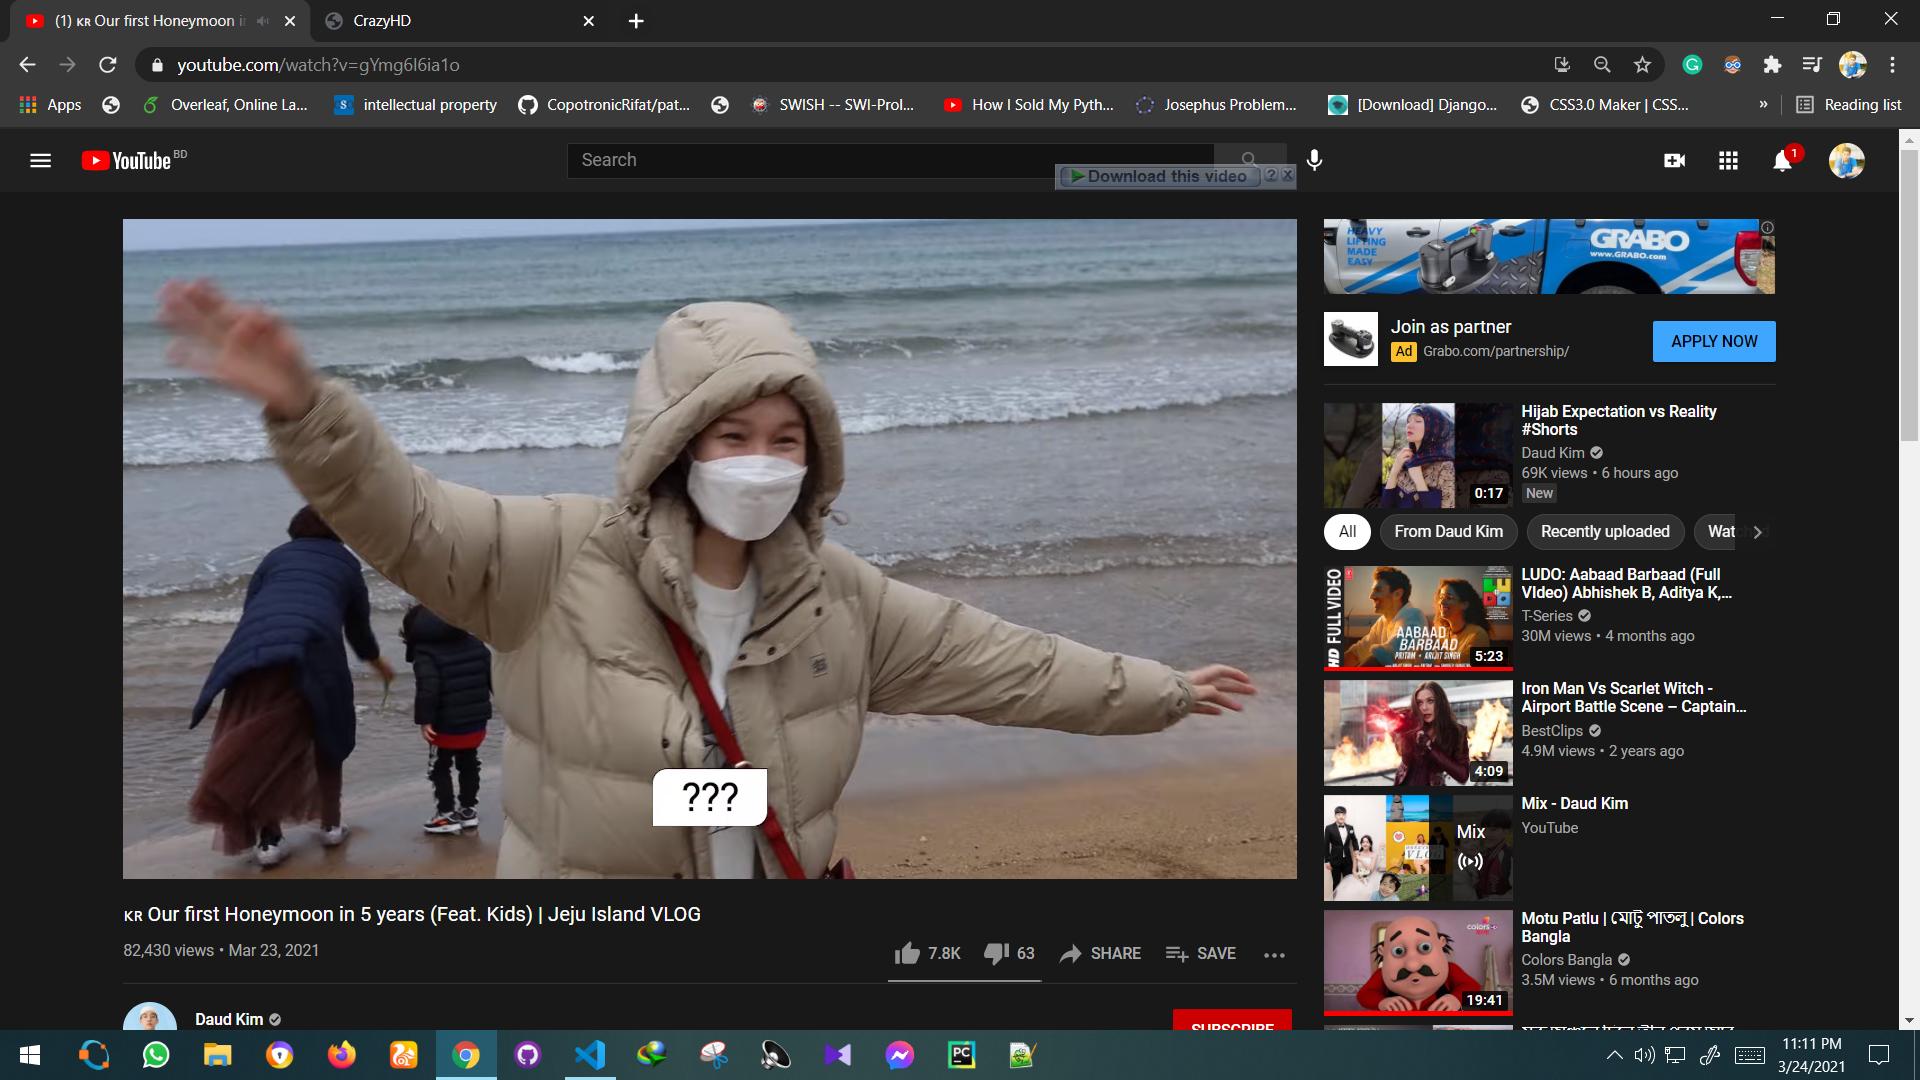 (1) ᴋʀ Our first Honeymoon i
CrazyHD
youtube.com/watch?v=gYmg6I6ia1o
Apps
Overleaf, Online La...
intellectual property
CopotronicRifat/pat...
SWISH -- SWI-Prol...
How I Sold My Pyth...
Josephus Problem...
[Download] Django...
CSS3.0 Maker | CSS...
»
Reading list
YouTube BD
Search
Download this video ? x
1
HEAVY
LIFTING
MADE
EASY
GRABO
www.GRABO.com
Join as partner
Ad Grabo.com/partnership/
APPLY NOW
Hijab Expectation vs Reality
#Shorts
Daud Kim
69K views • 6 hours ago
New
0:17
All
From Daud Kim
Recently uploaded
Watched
HD FULL VIDEO
AABAAD
BARBAAD
5:23
LUDO: Aabaad Barbaad (Full
VIdeo) Abhishek B, Aditya K,...
T-Series
30M views • 4 months ago
4:09
Iron Man Vs Scarlet Witch -
Airport Battle Scene – Captain...
BestClips
4.9M views • 2 years ago
Mix
Mix - Daud Kim
YouTube
colors
19:41
Motu Patlu | মোটু পাতলু | Colors
Bangla
Colors Bangla
3.5M views • 6 months ago
???
ᴋʀ Our first Honeymoon in 5 years (Feat. Kids) | Jeju Island VLOG
82,430 views • Mar 23, 2021
7.8K
63
SHARE
SAVE
Daud Kim
SUBSCRIBE
PC
11:11 PM
3/24/2021